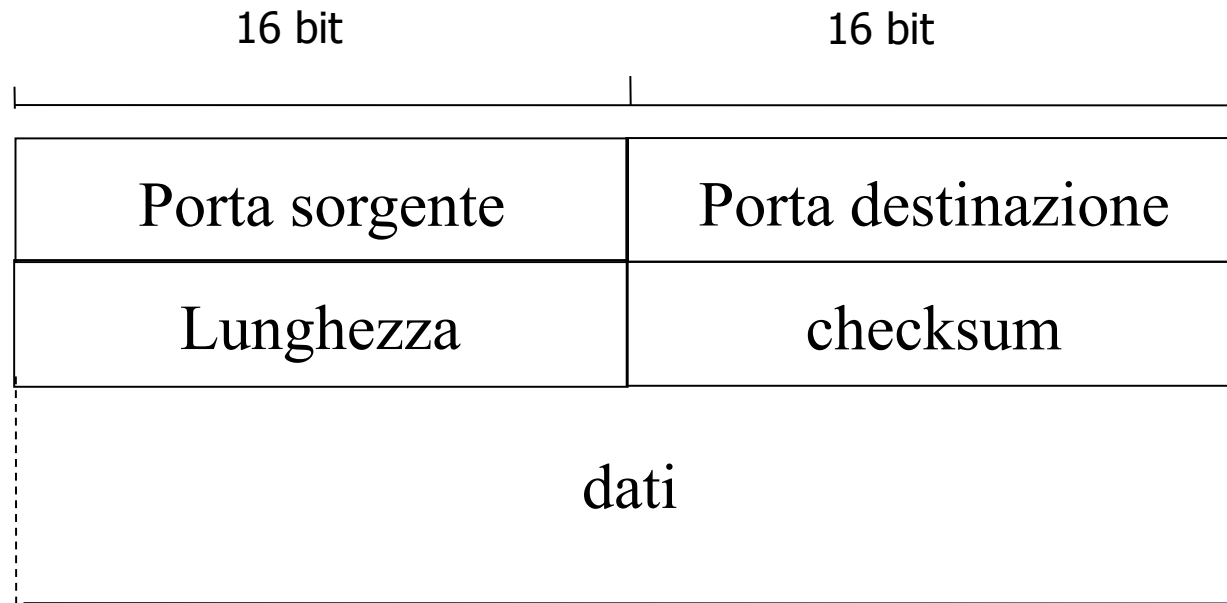 16 bit 16 bit
Porta sorgente Porta destinazione
Lunghezza checksum
dati